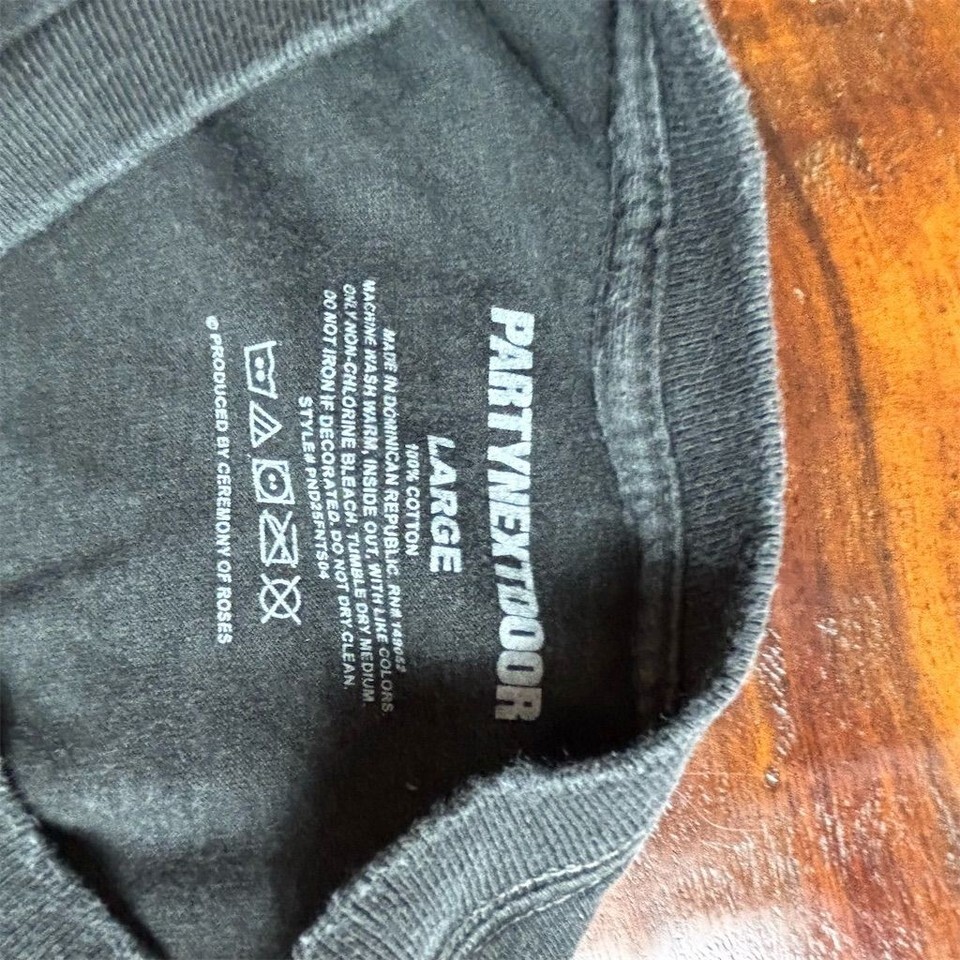 PARTYNEXTDOOR
LARGE
100% COTTON
MADE IN DOMINICAN REPUBLIC. RN#
MACHINE WASH WARM, INSIDE OUT, WITH LIKE COLORS.
ONLY NON-CHLORINE BLEACH. TUMBLE DRY MEDIUM.
DO NOT IRON IF DECORATED. DO NOT DRY-CLEAN.
STYLE# PND25FNTS04
© PRODUCED BY CEREMONY OF ROSES